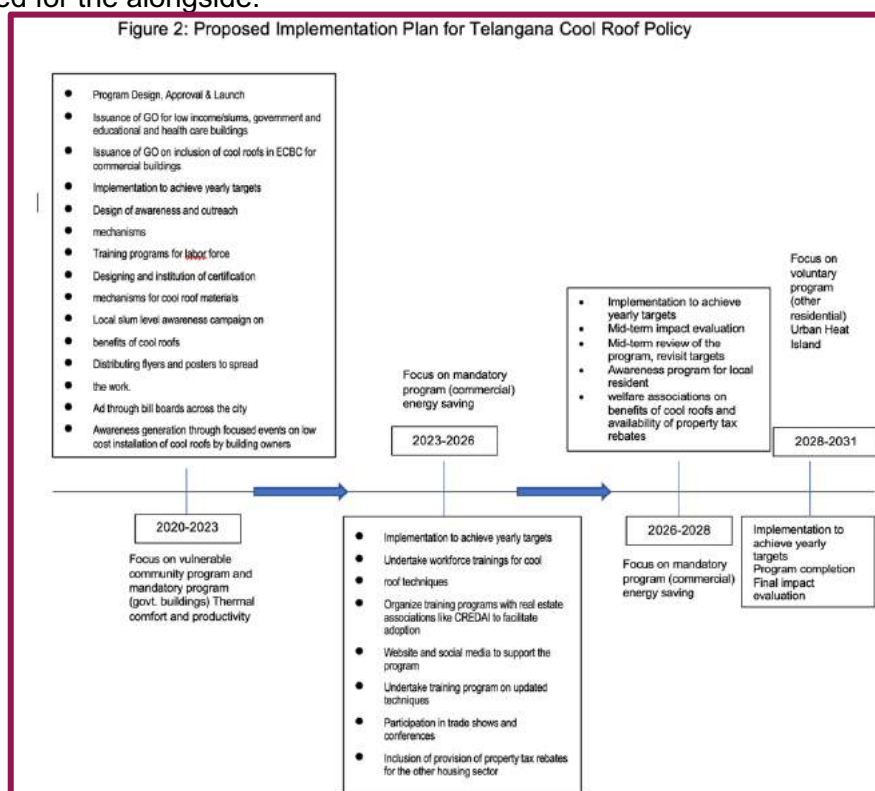 ed for the alongside.
Figure 2: Proposed Implementation Plan for Telangana Cool Roof Policy
● Program Design, Approval & Launch
● Issuance of GO for low income/slums, government and
educational and health care buildings
● Issuance of GO on inclusion of cool roofs in ECBC for
commercial buildings
● Implementation to achieve yearly targets
● Design of awareness and outreach
● mechanisms
● Training programs for labor force
● Designing and institution of certification
● mechanisms for cool roof materials
● Local slum level awareness campaign on
● benefits of cool roofs
● Distributing flyers and posters to spread
● the work.
● Ad through bill boards across the city
● Awareness generation through focused events on low
cost installation of cool roofs by building owners
2020-2023
Focus on vulnerable
community program and
mandatory program
(govt. buildings) Thermal
comfort and productivity
Focus on mandatory
program (commercial)
energy saving
2023-2026
● Implementation to achieve yearly targets
● Undertake workforce trainings for cool
● roof techniques
● Organize training programs with real estate
associations like CREDAI to facilitate
adoption
● Website and social media to support the
program
● Undertake training program on updated
techniques
● Participation in trade shows and
conferences
● Inclusion of provision of property tax rebates
for the other housing sector
• Implementation to achieve
yearly targets
• Mid-term impact evaluation
• Mid-term review of the
program, revisit targets
• Awareness program for local
resident
• welfare associations on
benefits of cool roofs and
availability of property tax
rebates
2026-2028
Focus on mandatory
program (commercial)
energy saving
Focus on
voluntary
program
(other
residential)
Urban Heat
Island
2028-2031
Implementation to
achieve yearly
targets
Program completion
Final impact
evaluation